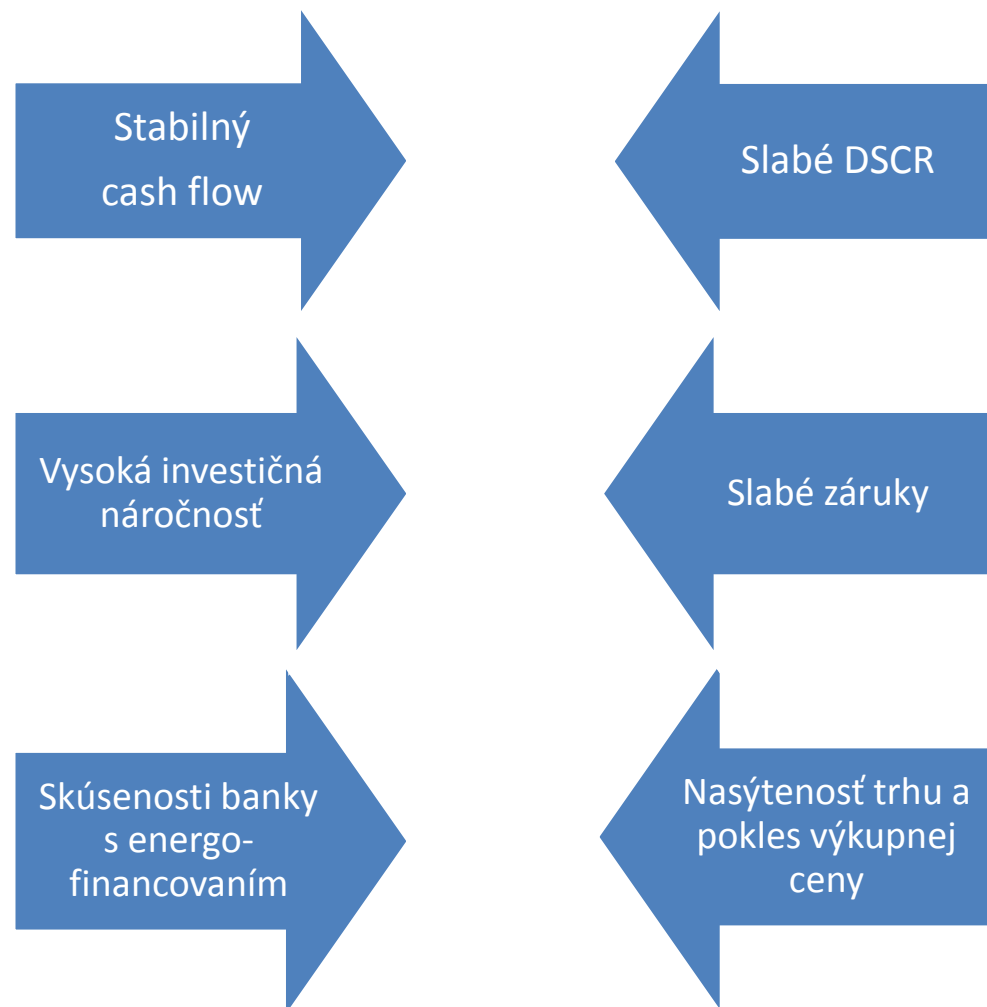 Stabilný
cash flow
Slabé DSCR
Vysoká investičná
náročnosť
Slabé záruky
Skúsenosti banky
s energo-
financovaním
Nasýtenosť trhu a
pokles výkupnej
ceny